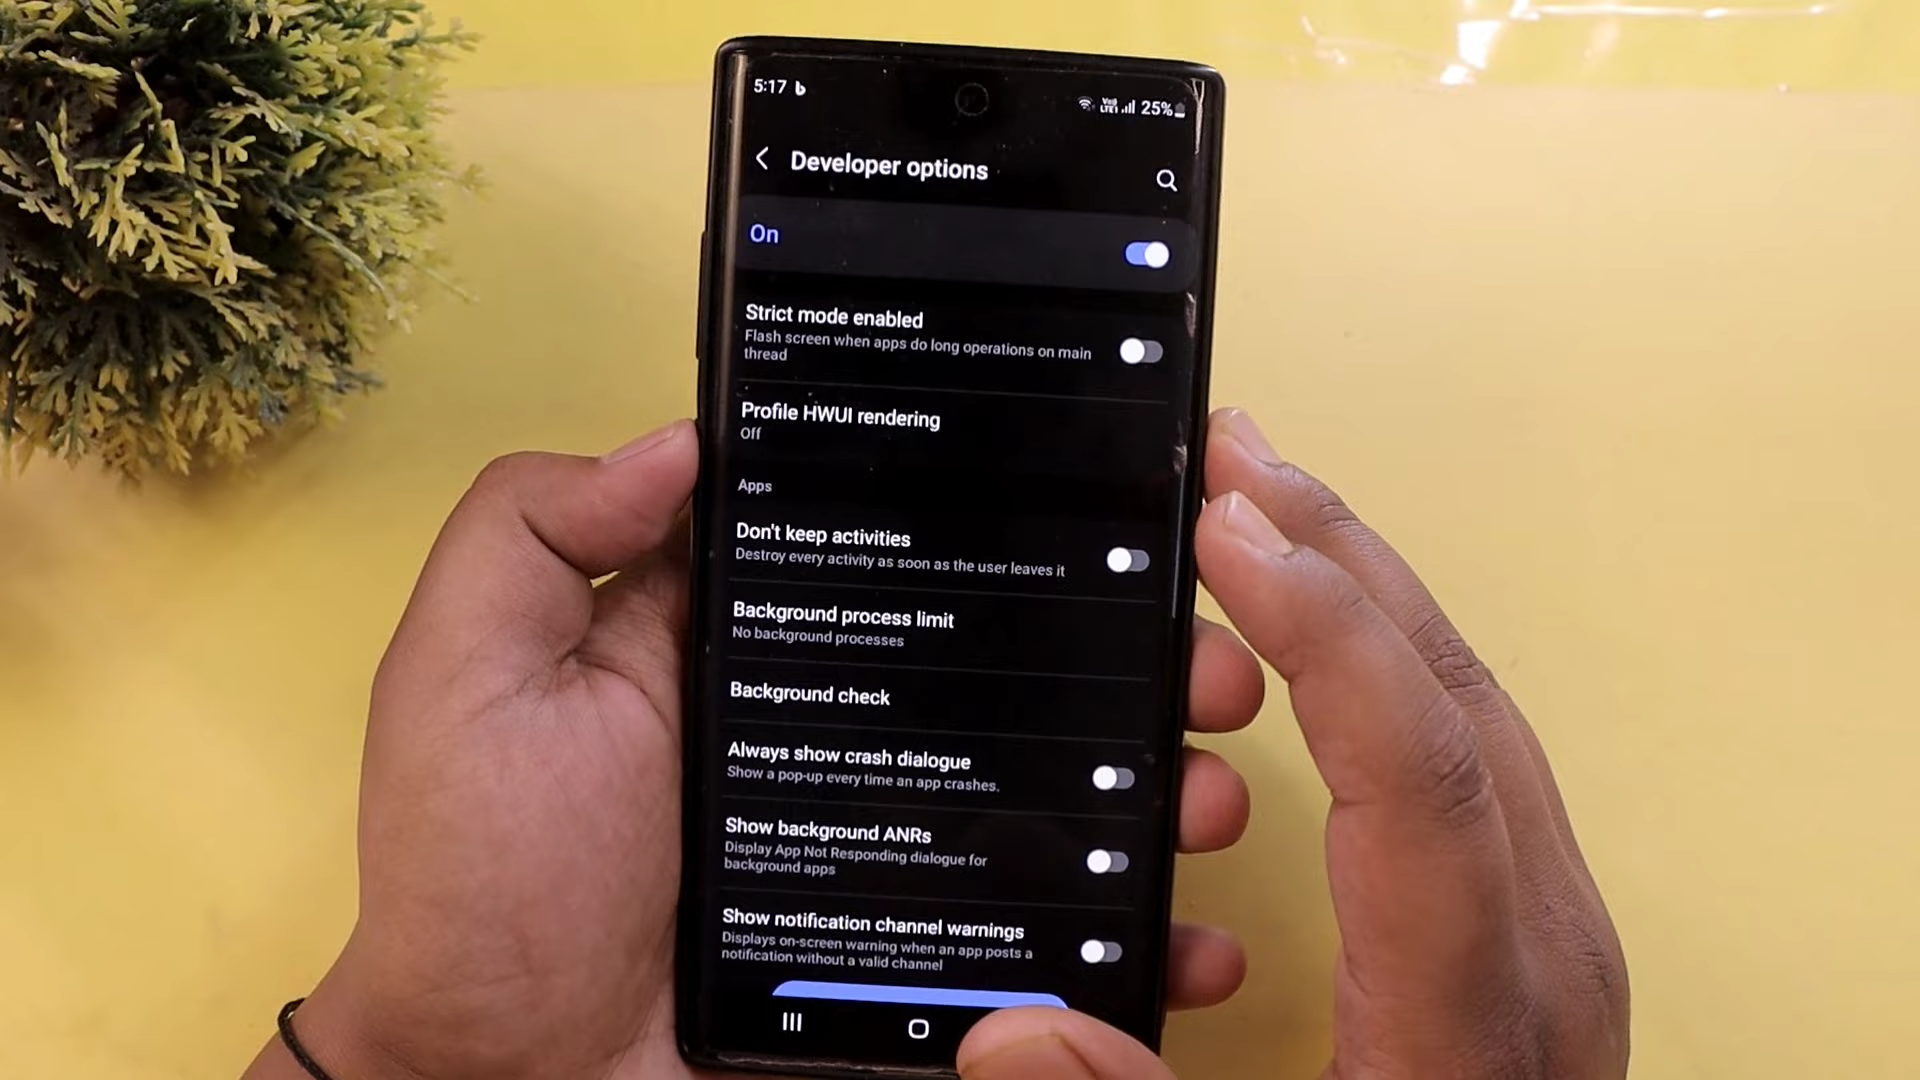 5:17
Vo)) LTE1 25%
Developer options
On
Strict mode enabled
Flash screen when apps do long operations on main
thread
Profile HWUI rendering
Off
Apps
Don't keep activities
Destroy every activity as soon as the user leaves it
Background process limit
No background processes
Background check
Always show crash dialogue
Show a pop-up every time an app crashes.
Show background ANRs
Display App Not Responding dialogue for
background apps
Show notification channel warnings
Displays on-screen warning when an app posts a
notification without a valid channel